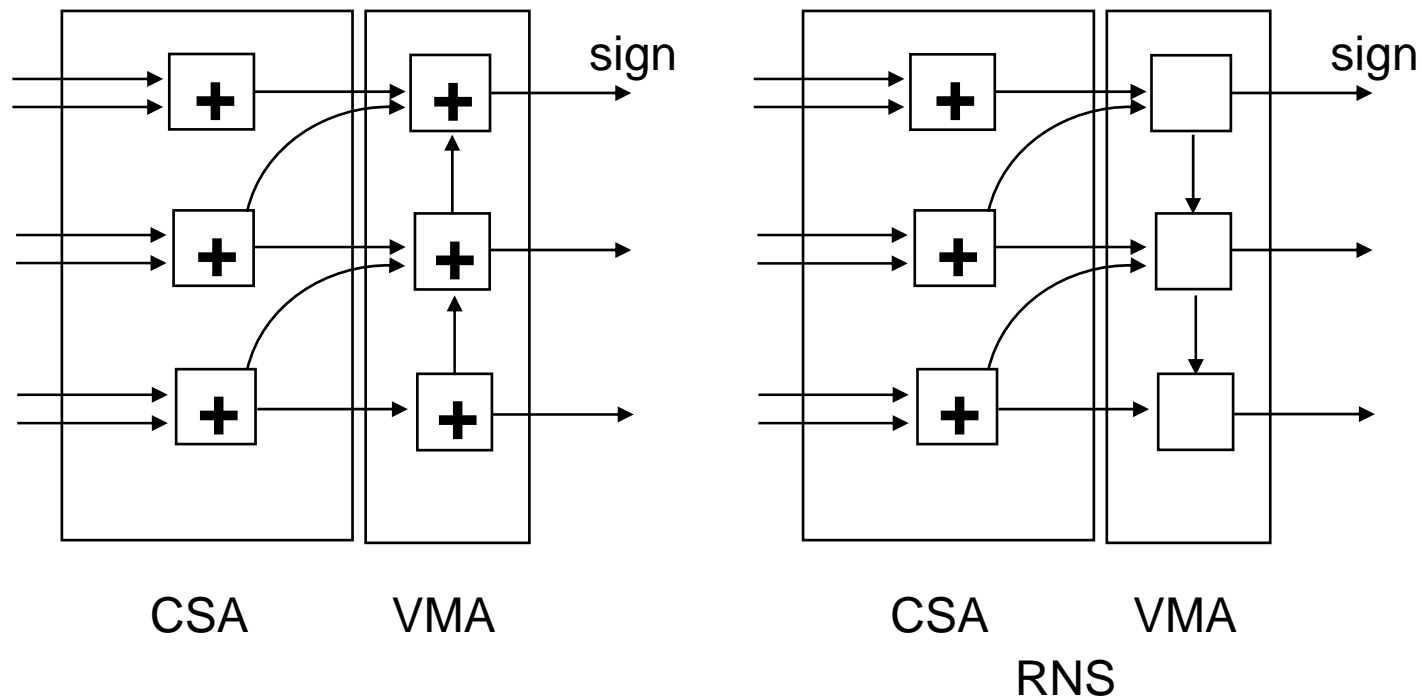 sign sign
+ + +
+ + +
+ + +
CSA VMA CSA VMA
RNS